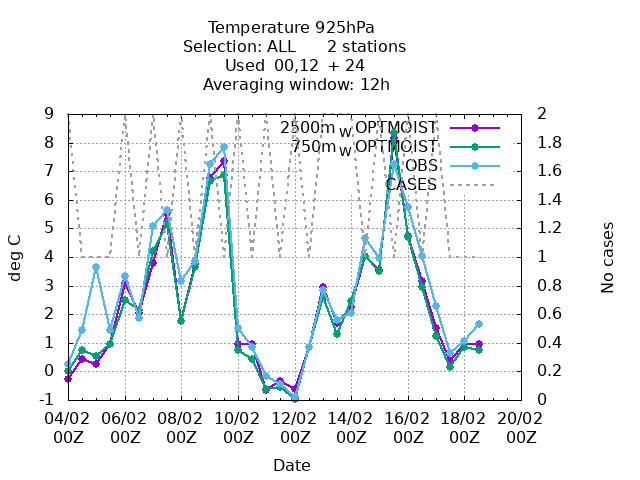 Temperature 925hPa
Selection: ALL 2 stations
Used 00,12 + 24
Averaging window: 12h
2500m W OPTMOIST
750m W OPTMOIST
OBS
CASES
deg C
9
8
7
6
5
4
3
2
1
0
-1
No cases
2
1.8
1.6
1.4
1.2
1
0.8
0.6
0.4
0.2
0
04/02 06/02 08/02 10/02 12/02 14/02 16/02 18/02 20/02
00Z 00Z 00Z 00Z 00Z 00Z 00Z 00Z 00Z
Date